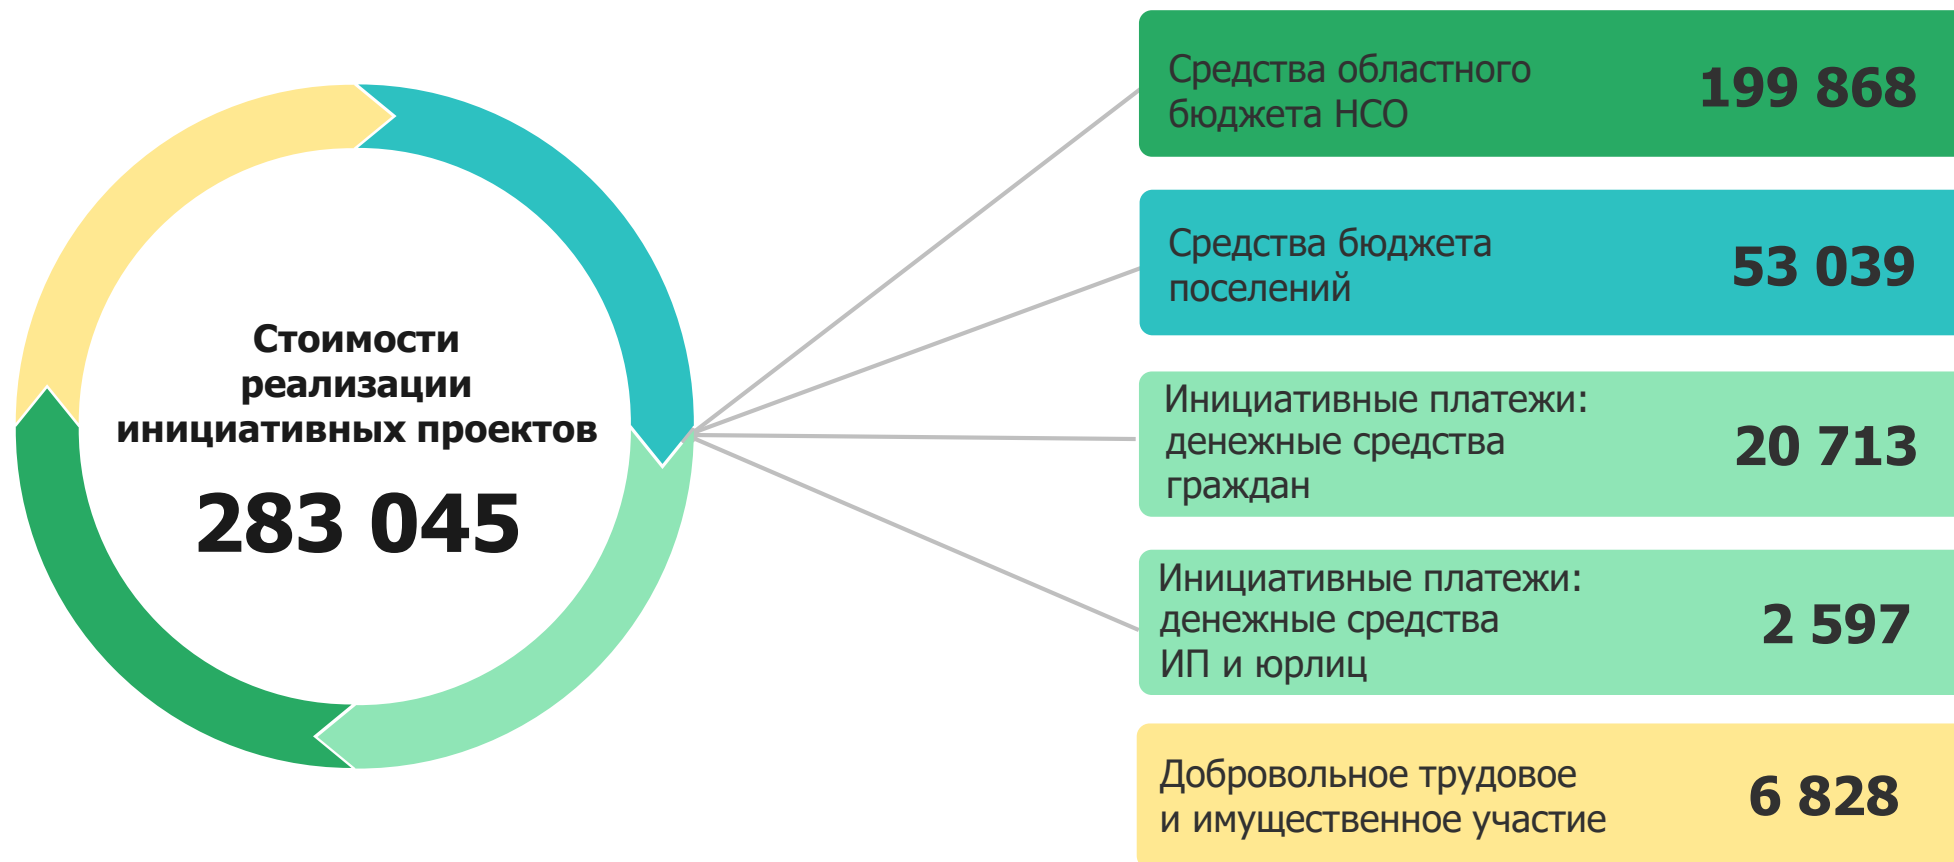 Стоимости
реализации
инициативных проектов
283 045
Средства областного
бюджета НСО
199 868
Средства бюджета
поселений
53 039
Инициативные платежи:
денежные средства
граждан
20 713
Инициативные платежи:
денежные средства
ИП и юрлиц
2 597
Добровольное трудовое
и имущественное участие
6 828